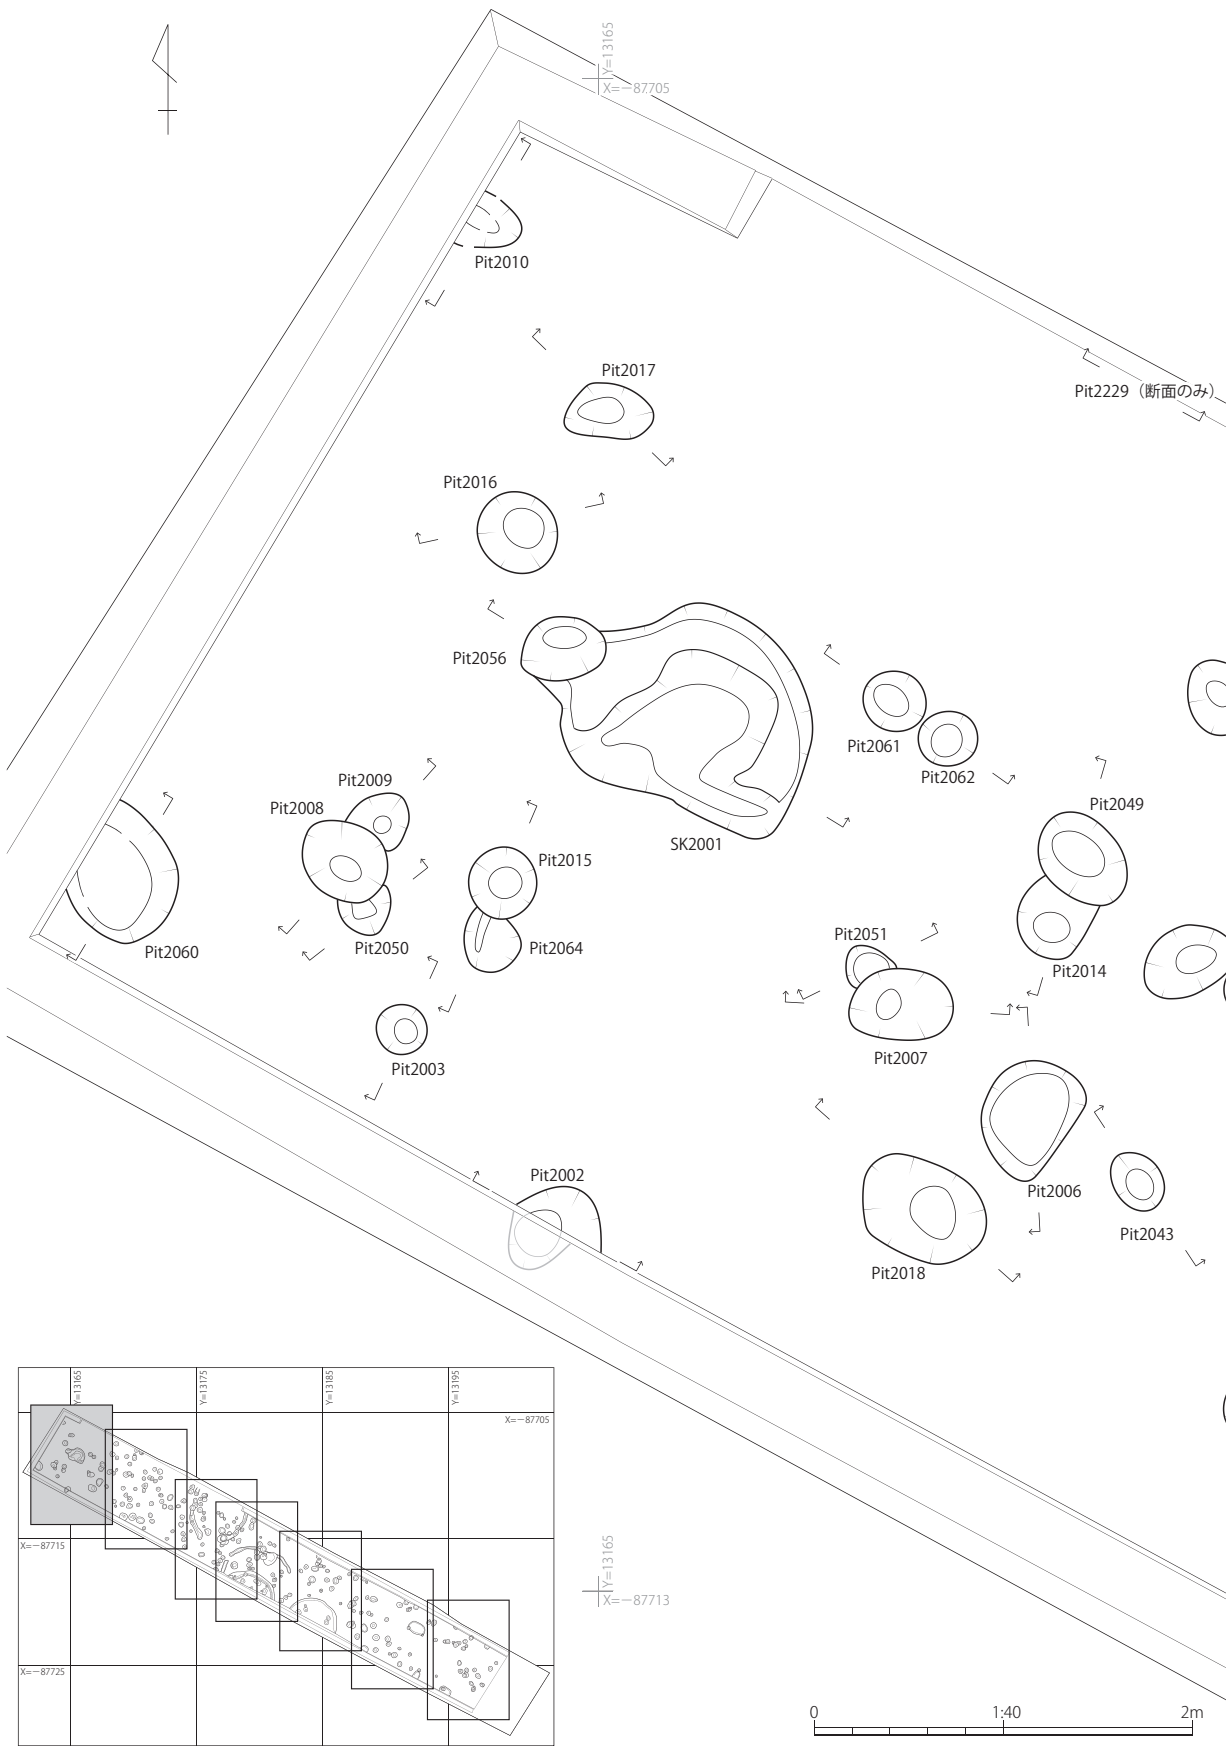 Y=13165
X=－87705
Pit2010
Pit2017
Pit2229（断面のみ）
Pit2016
Pit2056
Pit2061
Pit2062
Pit2009
Pit2008
Pit2049
SK2001
Pit2015
Pit2051
Pit2050
Pit2064
Pit2060
Pit2014
Pit2007
Pit2003
Pit2002
Pit2006
Pit2043
Pit2018
Y=13165
Y=13175
Y=13185
Y=13195
X=－87705
X=－87715
X=－87725
Y=13165
X=－87713
0 1:40 2m